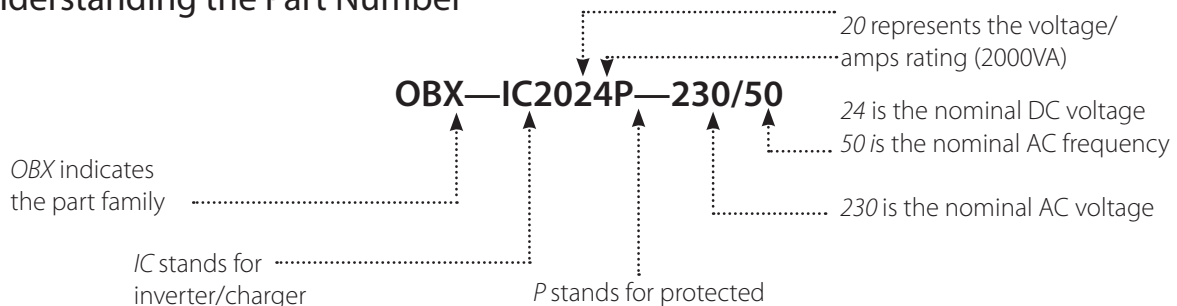 nderstanding the Part Number
20 represents the voltage/
amps rating (2000VA)
OBX—IC2024P—230/50
24 is the nominal DC voltage
50 is the nominal AC frequency
OBX indicates
the part family
230 is the nominal AC voltage
IC stands for
inverter/charger
P stands for protected